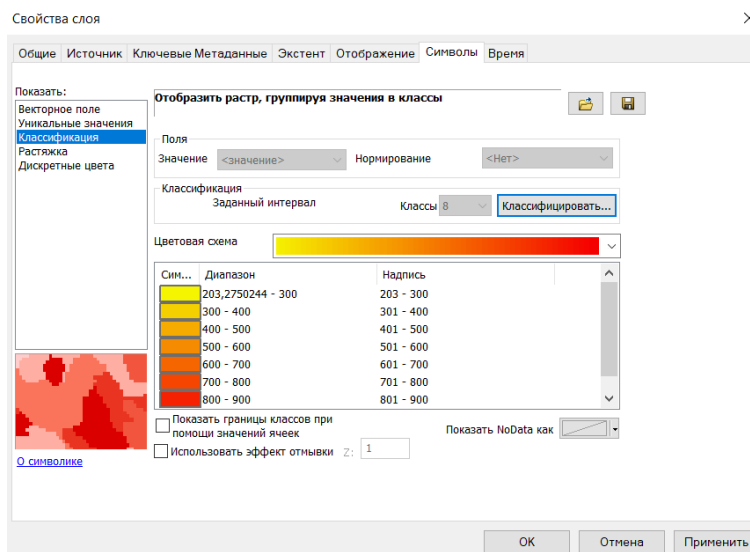 Свойства слоя
Общие Источник Ключевые Метаданные Экстент Отображение Символы Время
Показать:
Векторное поле
Уникальные значения
Классификация
Растяжка
Дискретные цвета
О символике
Отобразить растр, группируя значения в классы
Поля
Значение <значение> Нормирование <Нет>
Классификация
Заданный интервал Классы 8 Классифицировать...
Цветовая схема
Сим... Диапазон Надпись
203,2750244 - 300 203 - 300
300 - 400 301 - 400
400 - 500 401 - 500
500 - 600 501 - 600
600 - 700 601 - 700
700 - 800 701 - 800
800 - 900 801 - 900
Показать границы классов при
помощи значений ячеек
Показать NoData как
Использовать эффект отмывки Z: 1
OK Отмена Применить